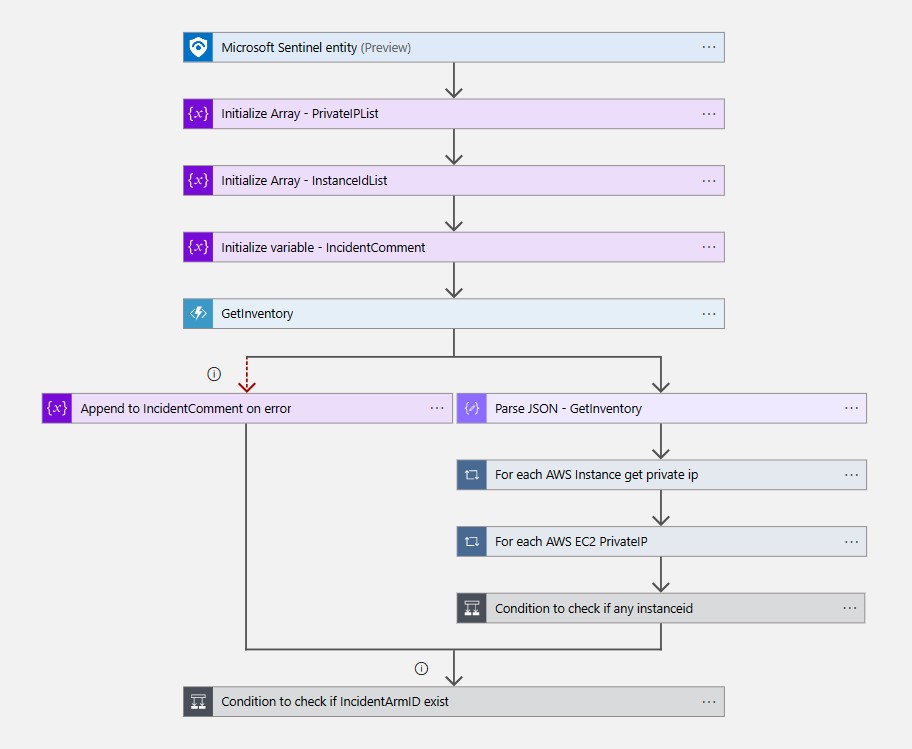 Microsoft Sentinel entity (Preview)
Initialize Array - PrivateIPList
Initialize Array - InstanceIdList
Initialize variable - IncidentComment
GetInventory
Append to IncidentComment on error
Parse JSON - GetInventory
For each AWS Instance get private ip
For each AWS EC2 PrivateIP
Condition to check if any instanceid
Condition to check if IncidentArmID exist